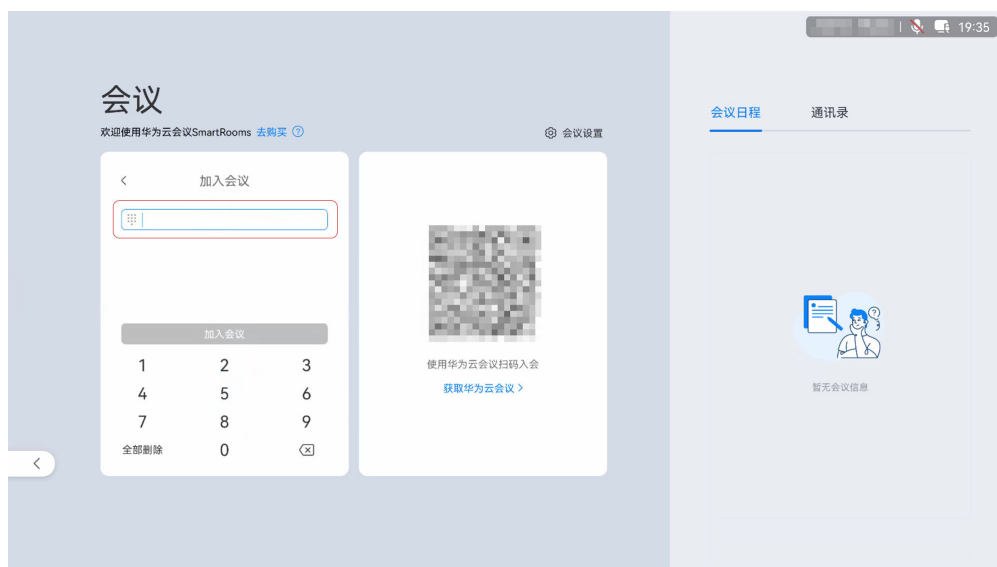 19:35
会议
欢迎使用华为云会议SmartRooms 去购买
会议设置
加入会议
加入会议
1 2 3
4 5 6
7 8 9
全部删除 0
使用华为云会议扫码入会
获取华为云会议 >
会议日程 通讯录
暂无会议信息